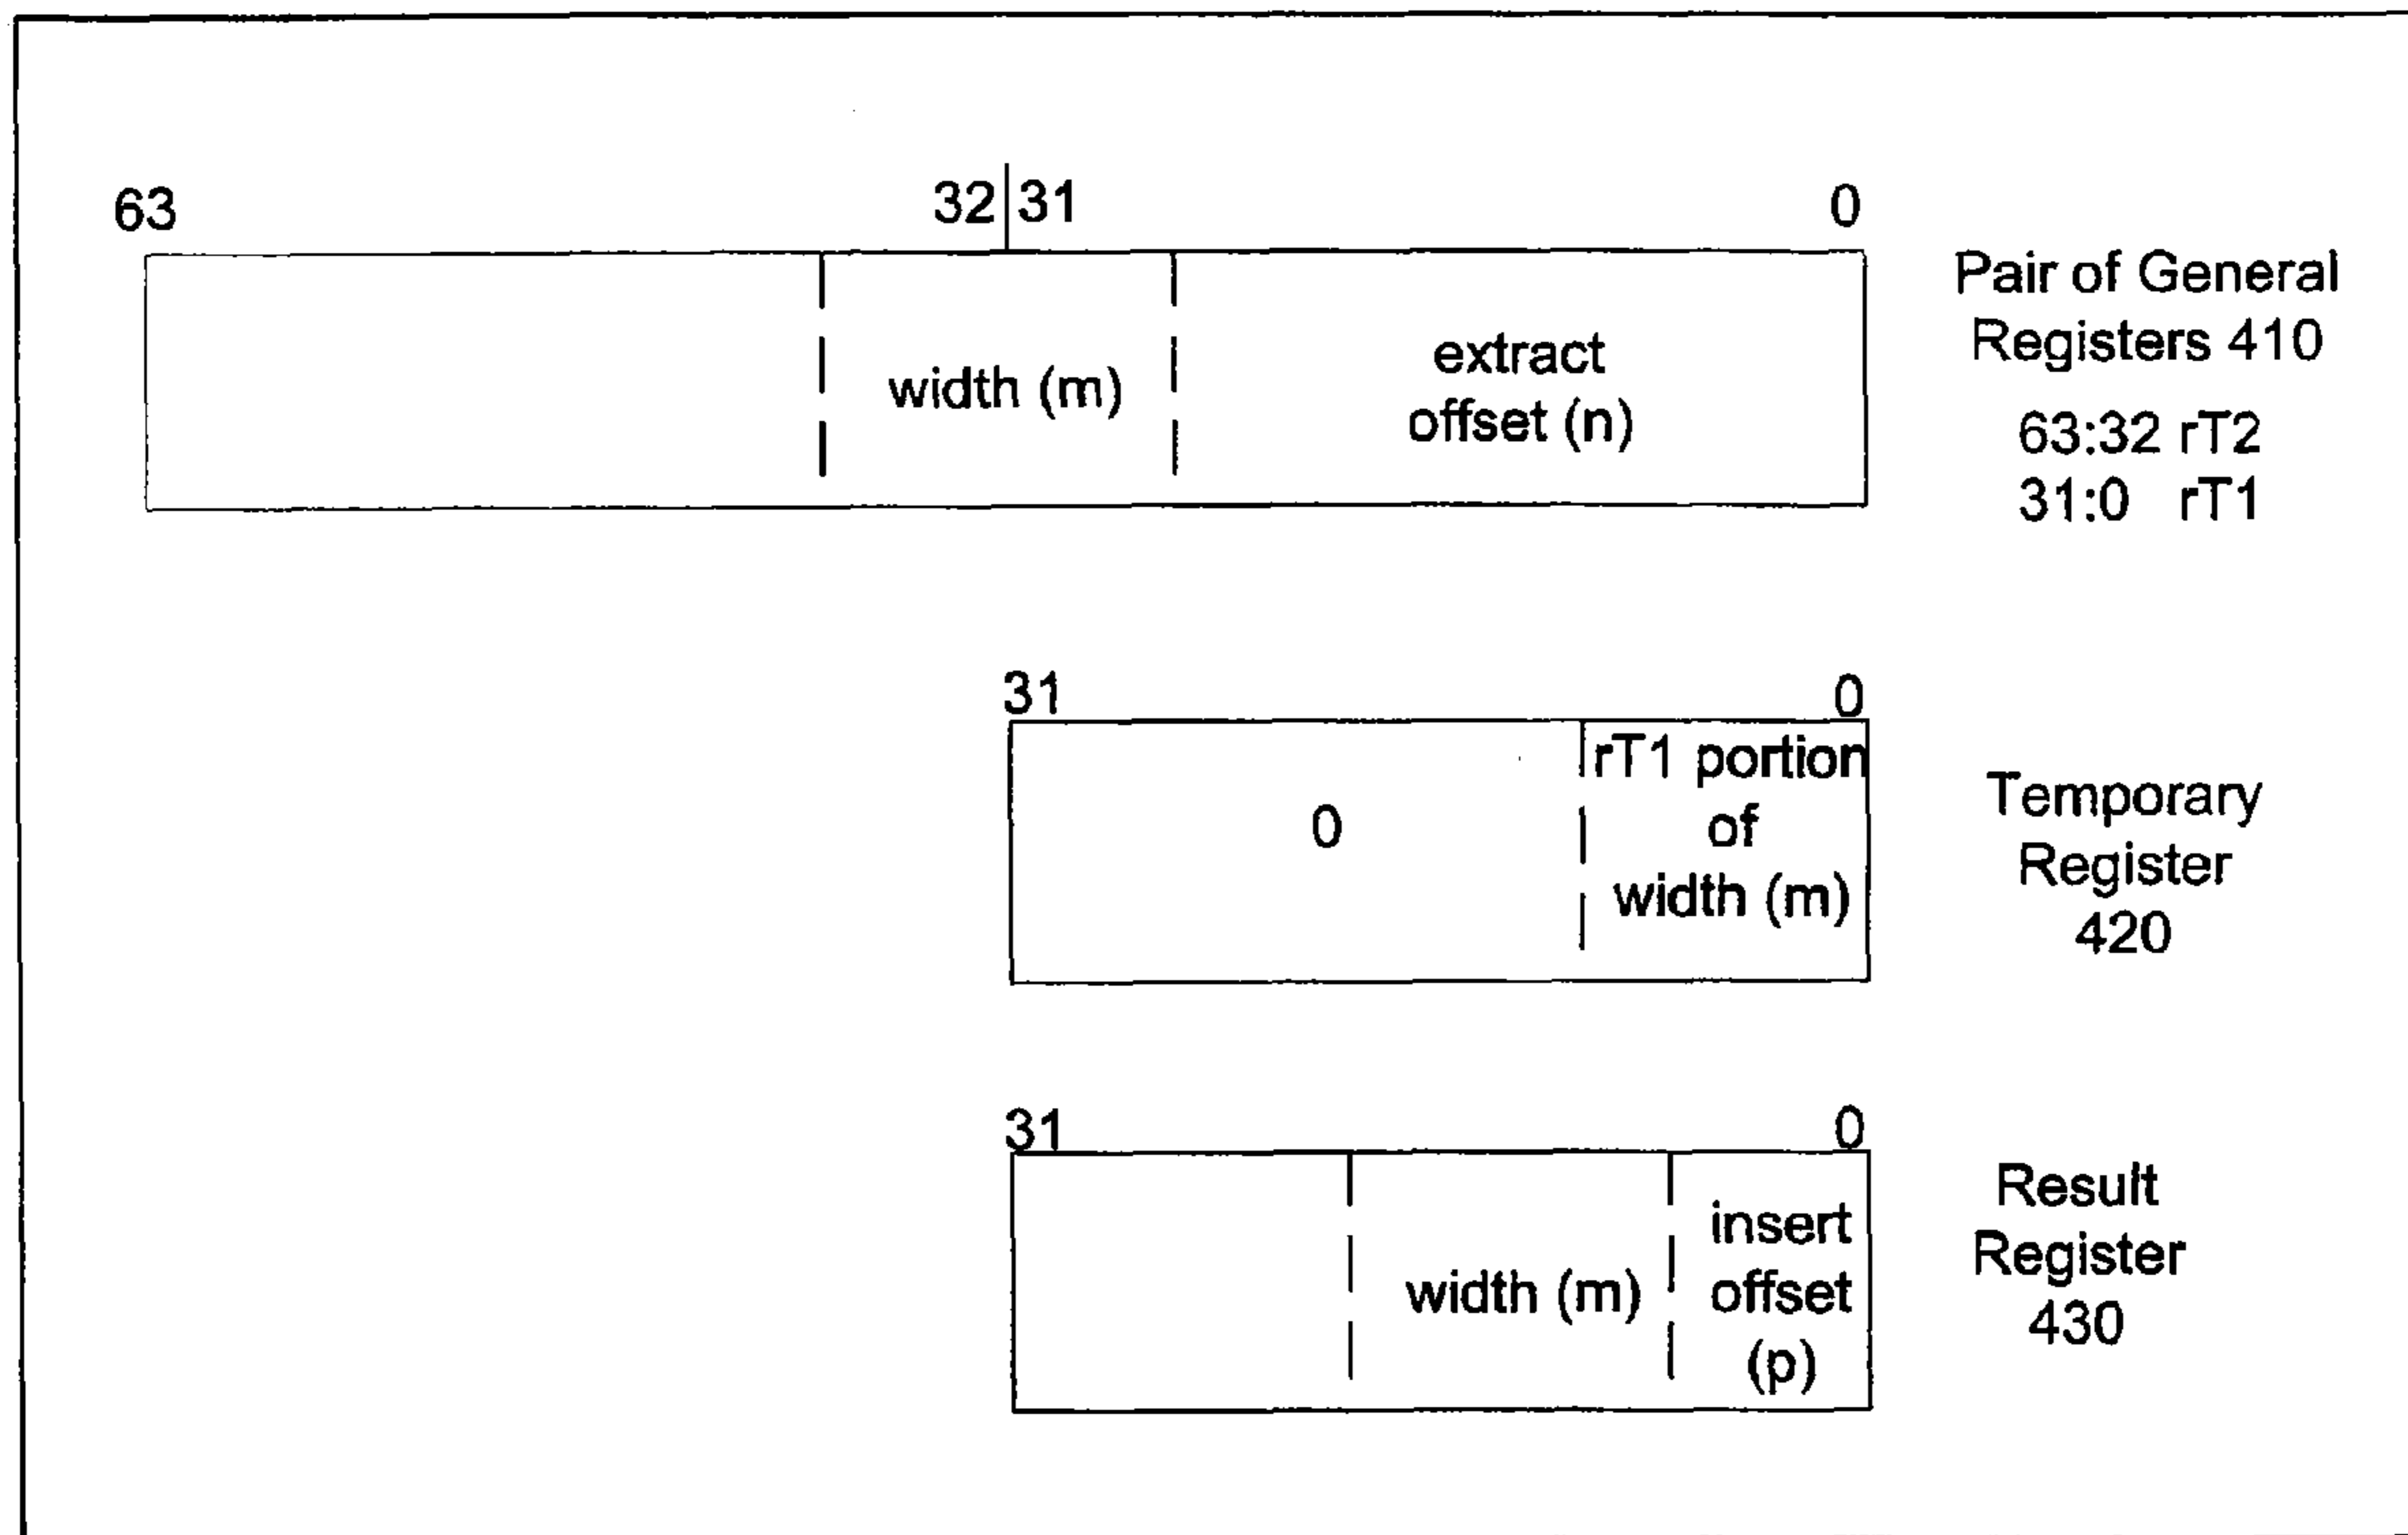 63
32
31
0
Pair of General
Registers 410
63:32 rT2
31:0 rT1
width (m)
extract
offset (n)
31
0
0
rT1 portion
of
width (m)
Temporary
Register
420
31
0
width (m)
insert
offset
(p)
Result
Register
430